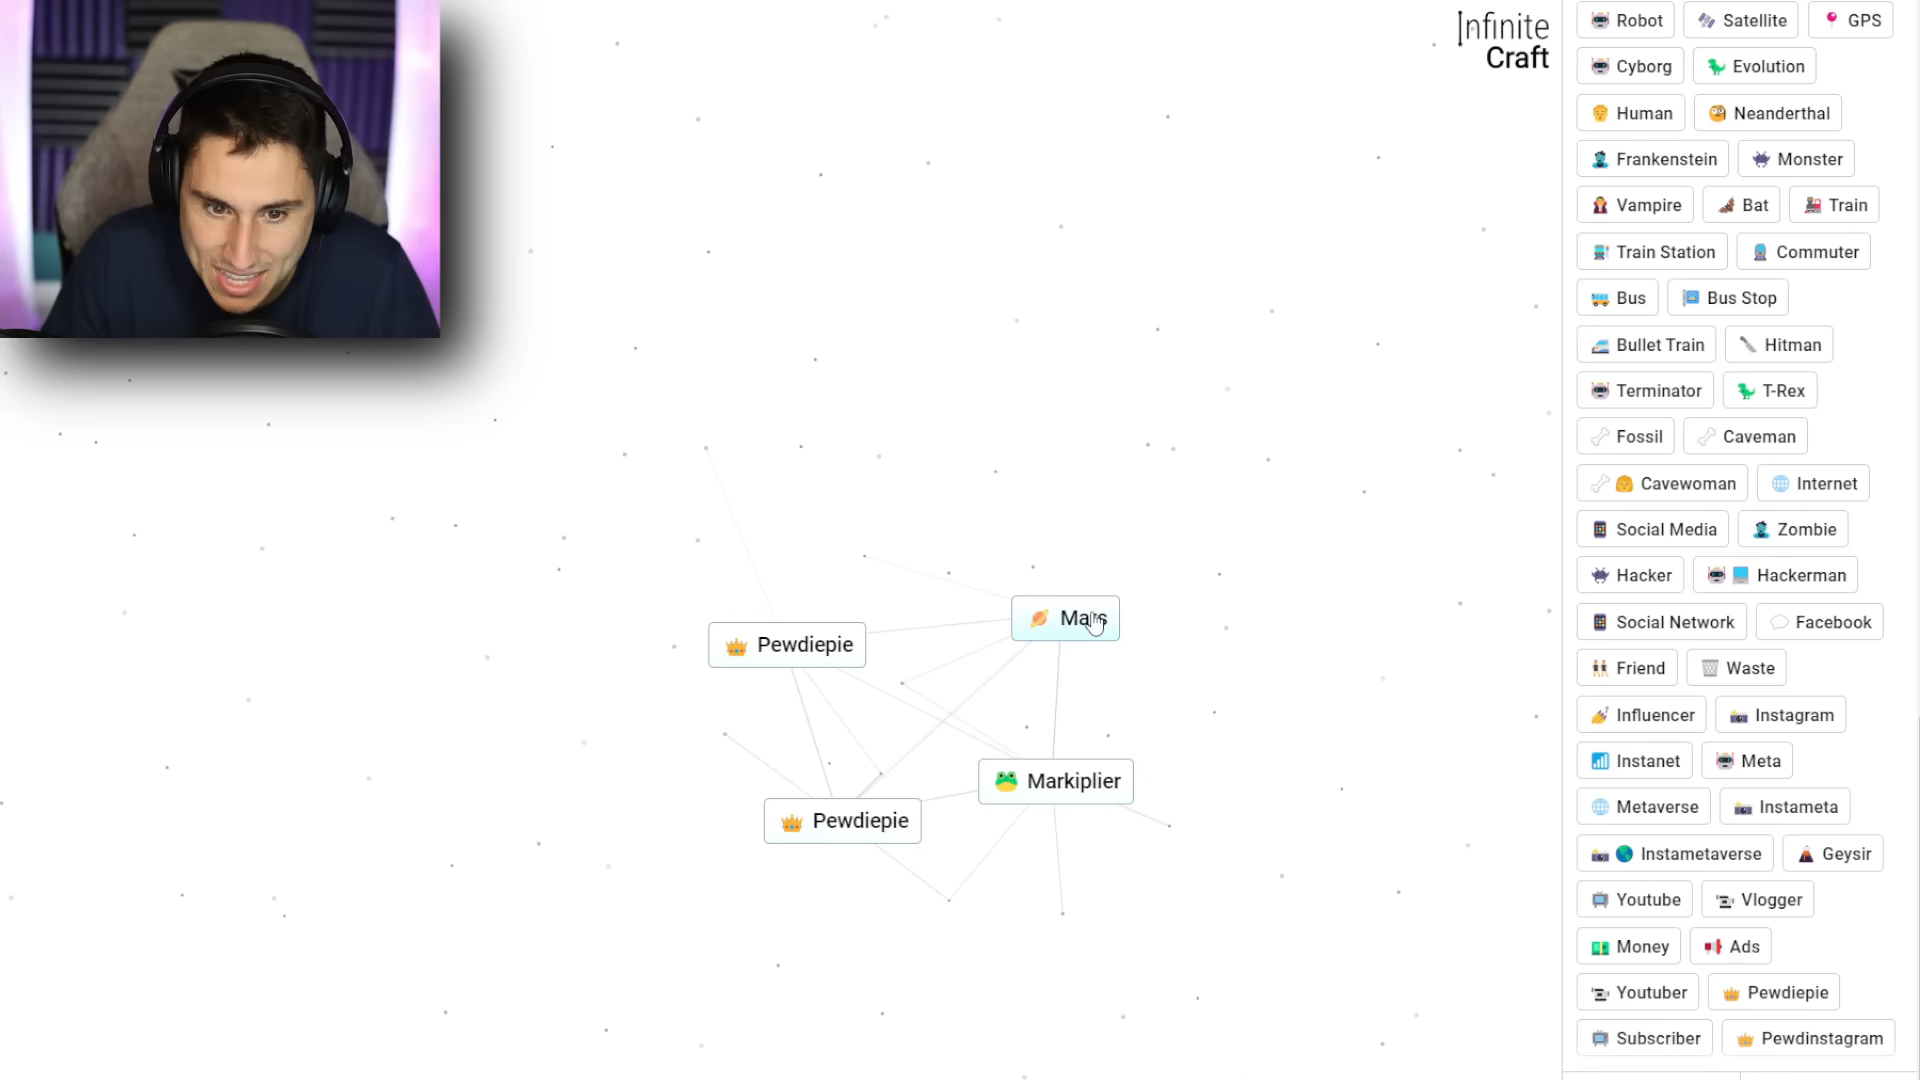 Infinite
Craft
Robot Satellite GPS
Cyborg Evolution
Human Neanderthal
Frankenstein Monster
Vampire Bat Train
Train Station Commuter
Bus Bus Stop
Bullet Train Hitman
Terminator T-Rex
Fossil Caveman
Cavewoman Internet
Social Media Zombie
Hacker Hackerman
Social Network Facebook
Friend Waste
Influencer Instagram
Instanet Meta
Metaverse Instameta
Instametaverse Geysir
Youtube Vlogger
Money Ads
Youtuber Pewdiepie
Subscriber Pewdinstagram
Mars
Pewdiepie
Markiplier
Pewdiepie